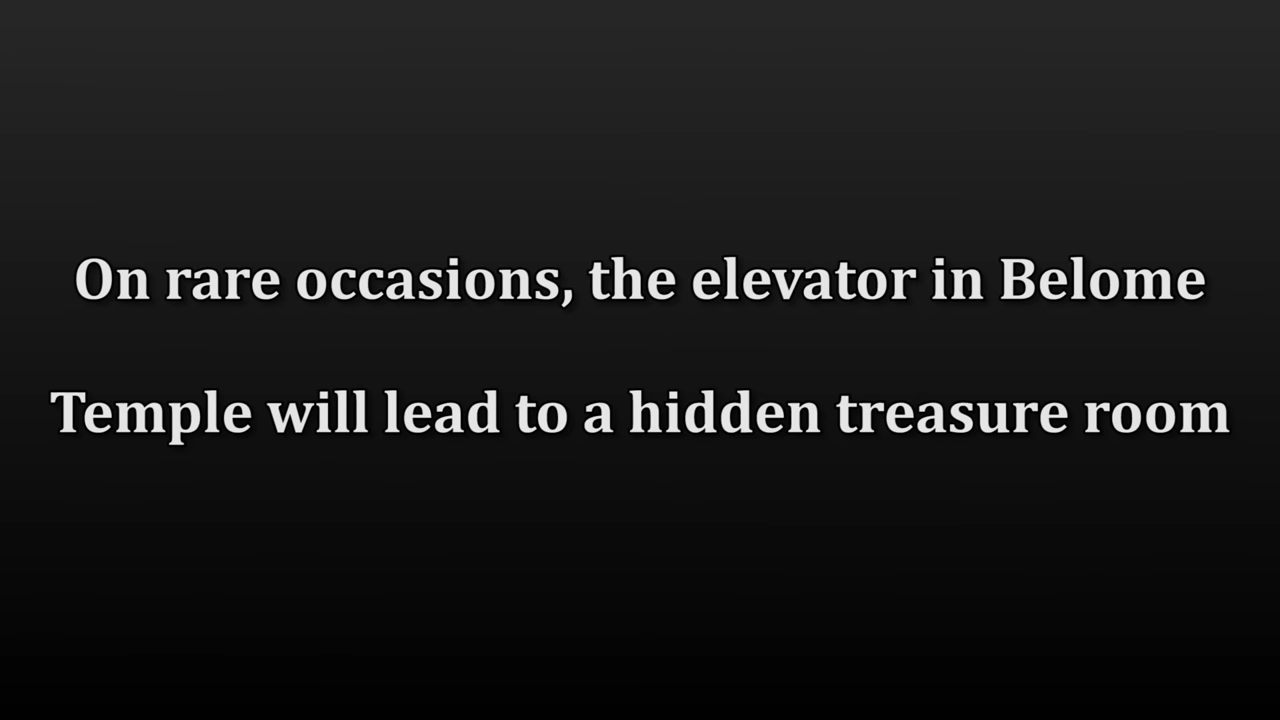 On rare occasions, the elevator in Belome
Temple will lead to a hidden treasure room